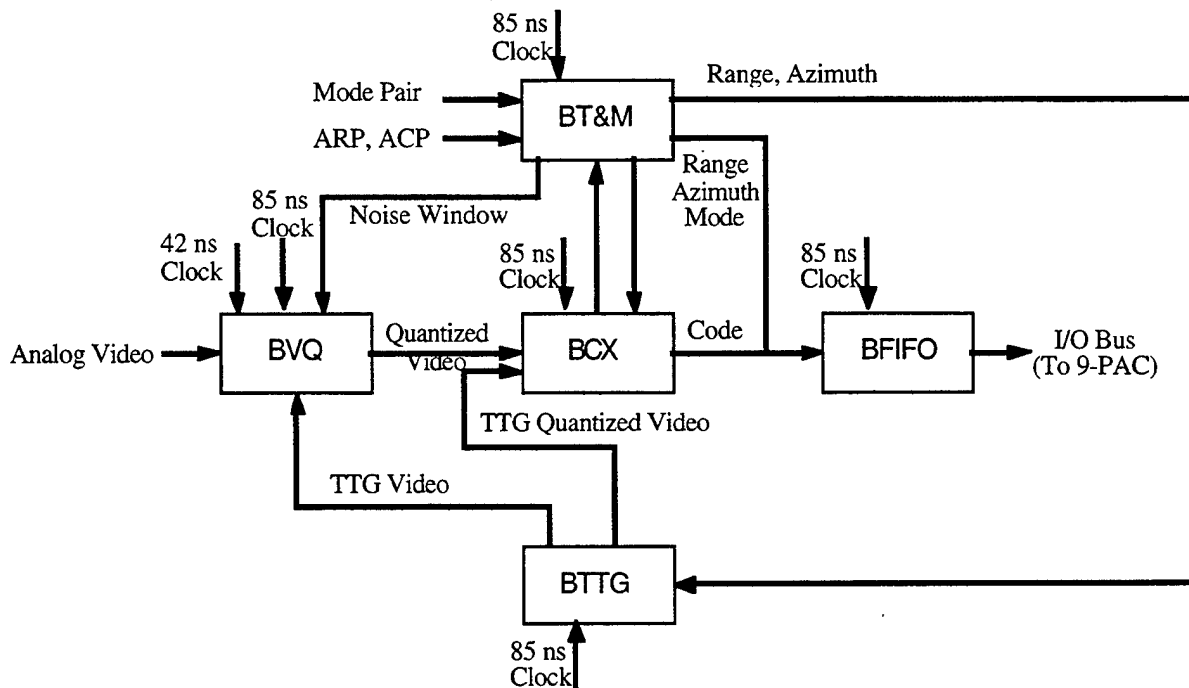 85 ns
Clock
Range, Azimuth
Mode Pair
BT&M
ARP, ACP
Range
Azimuth
Mode
85 ns
Clock
Noise Window
42 ns
Clock
85 ns
Clock
85 ns
Clock
Analog Video
BVQ
Quantized
Video
BCX
Code
BFIFO
I/O Bus
(To 9-PAC)
TTG Quantized Video
TTG Video
BTTG
85 ns
Clock